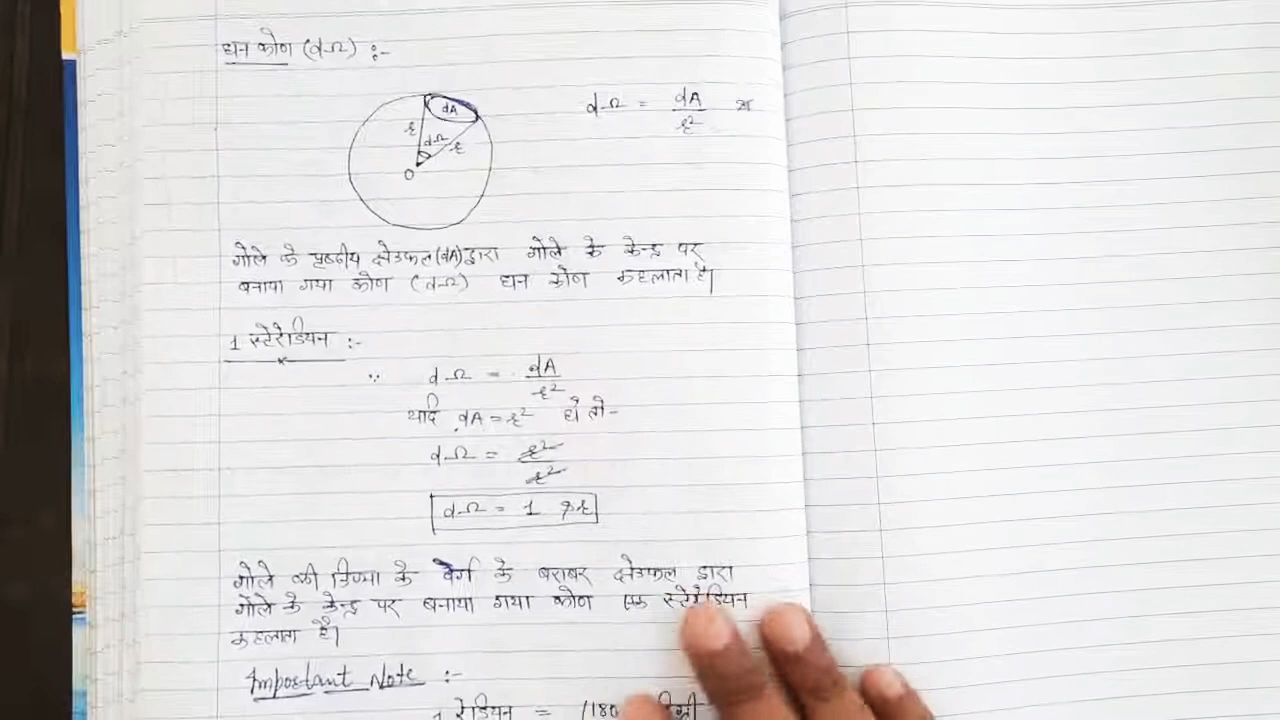 घन कोण (dΩ) :-
dA
r
dΩ
r
O
dΩ = dA/r²
गोले के पृष्ठीय क्षेत्रफल (dA) द्वारा गोले के केन्द्र पर
बनाया गया कोण (dΩ) घन कोण कहलाता है।
1 स्टेरेडियन :-
∵ dΩ = dA/r²
यदि dA = r² हो तो-
dΩ = r²/r²
dΩ = 1
गोले की त्रिज्या के वर्ग के बराबर क्षेत्रफल द्वारा
गोले के केन्द्र पर बनाया गया कोण एक स्टेरेडियन
कहलाता है।
Important Note :-
1 रेडियन =